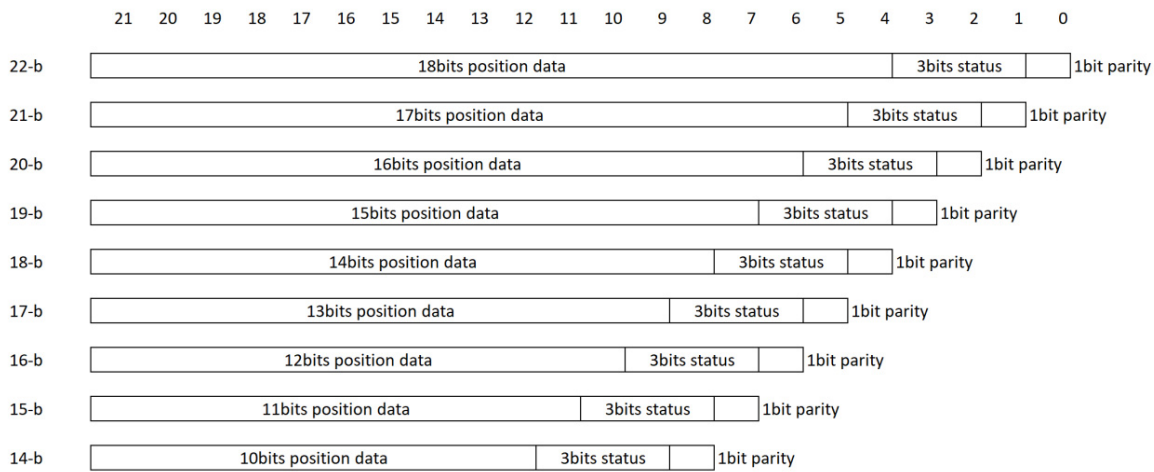 21 20 19 18 17 16 15 14 13 12 11 10 9 8 7 6 5 4 3 2 1 0
22-b 18bits position data 3bits status 1bit parity
21-b 17bits position data 3bits status 1bit parity
20-b 16bits position data 3bits status 1bit parity
19-b 15bits position data 3bits status 1bit parity
18-b 14bits position data 3bits status 1bit parity
17-b 13bits position data 3bits status 1bit parity
16-b 12bits position data 3bits status 1bit parity
15-b 11bits position data 3bits status 1bit parity
14-b 10bits position data 3bits status 1bit parity